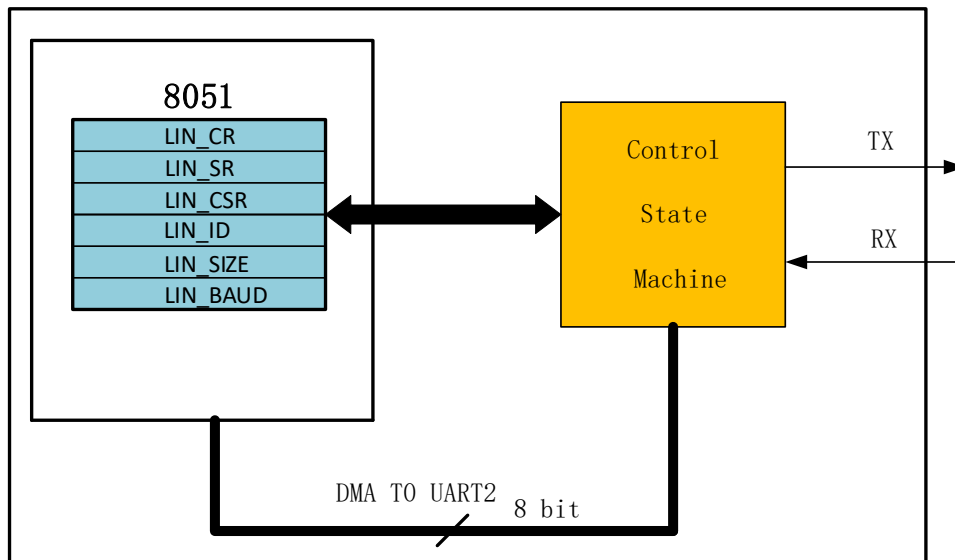 8051
LIN_CR
LIN_SR
LIN_CSR
LIN_ID
LIN_SIZE
LIN_BAUD
Control
State
Machine
TX
RX
DMA TO UART2
8 bit